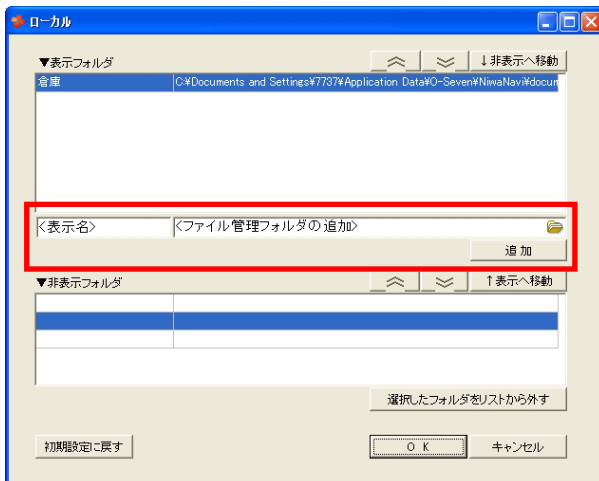 ローカル
▼表示フォルダ
↓非表示へ移動
倉庫 C:¥Documents and Settings¥7737¥Application Data¥O-Seven¥NiwaNavi¥docum
<表示名> <ファイル管理フォルダの追加>
追加
▼非表示フォルダ
↑表示へ移動
選択したフォルダをリストから外す
初期設定に戻す
OK
キャンセル